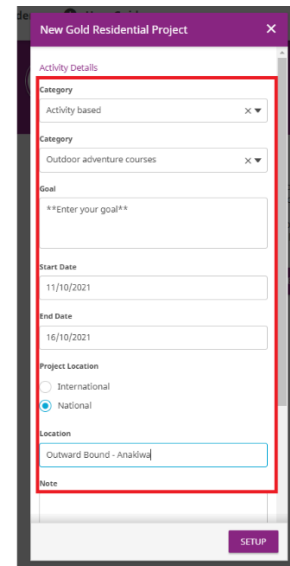 New Gold Residential Project
Activity Details
Category
Activity based
Category
Outdoor adventure courses
Goal
**Enter your goal**
Start Date
11/10/2021
End Date
16/10/2021
Project Location
International
National
Location
Outward Bound - Anakiwa
Note
SETUP